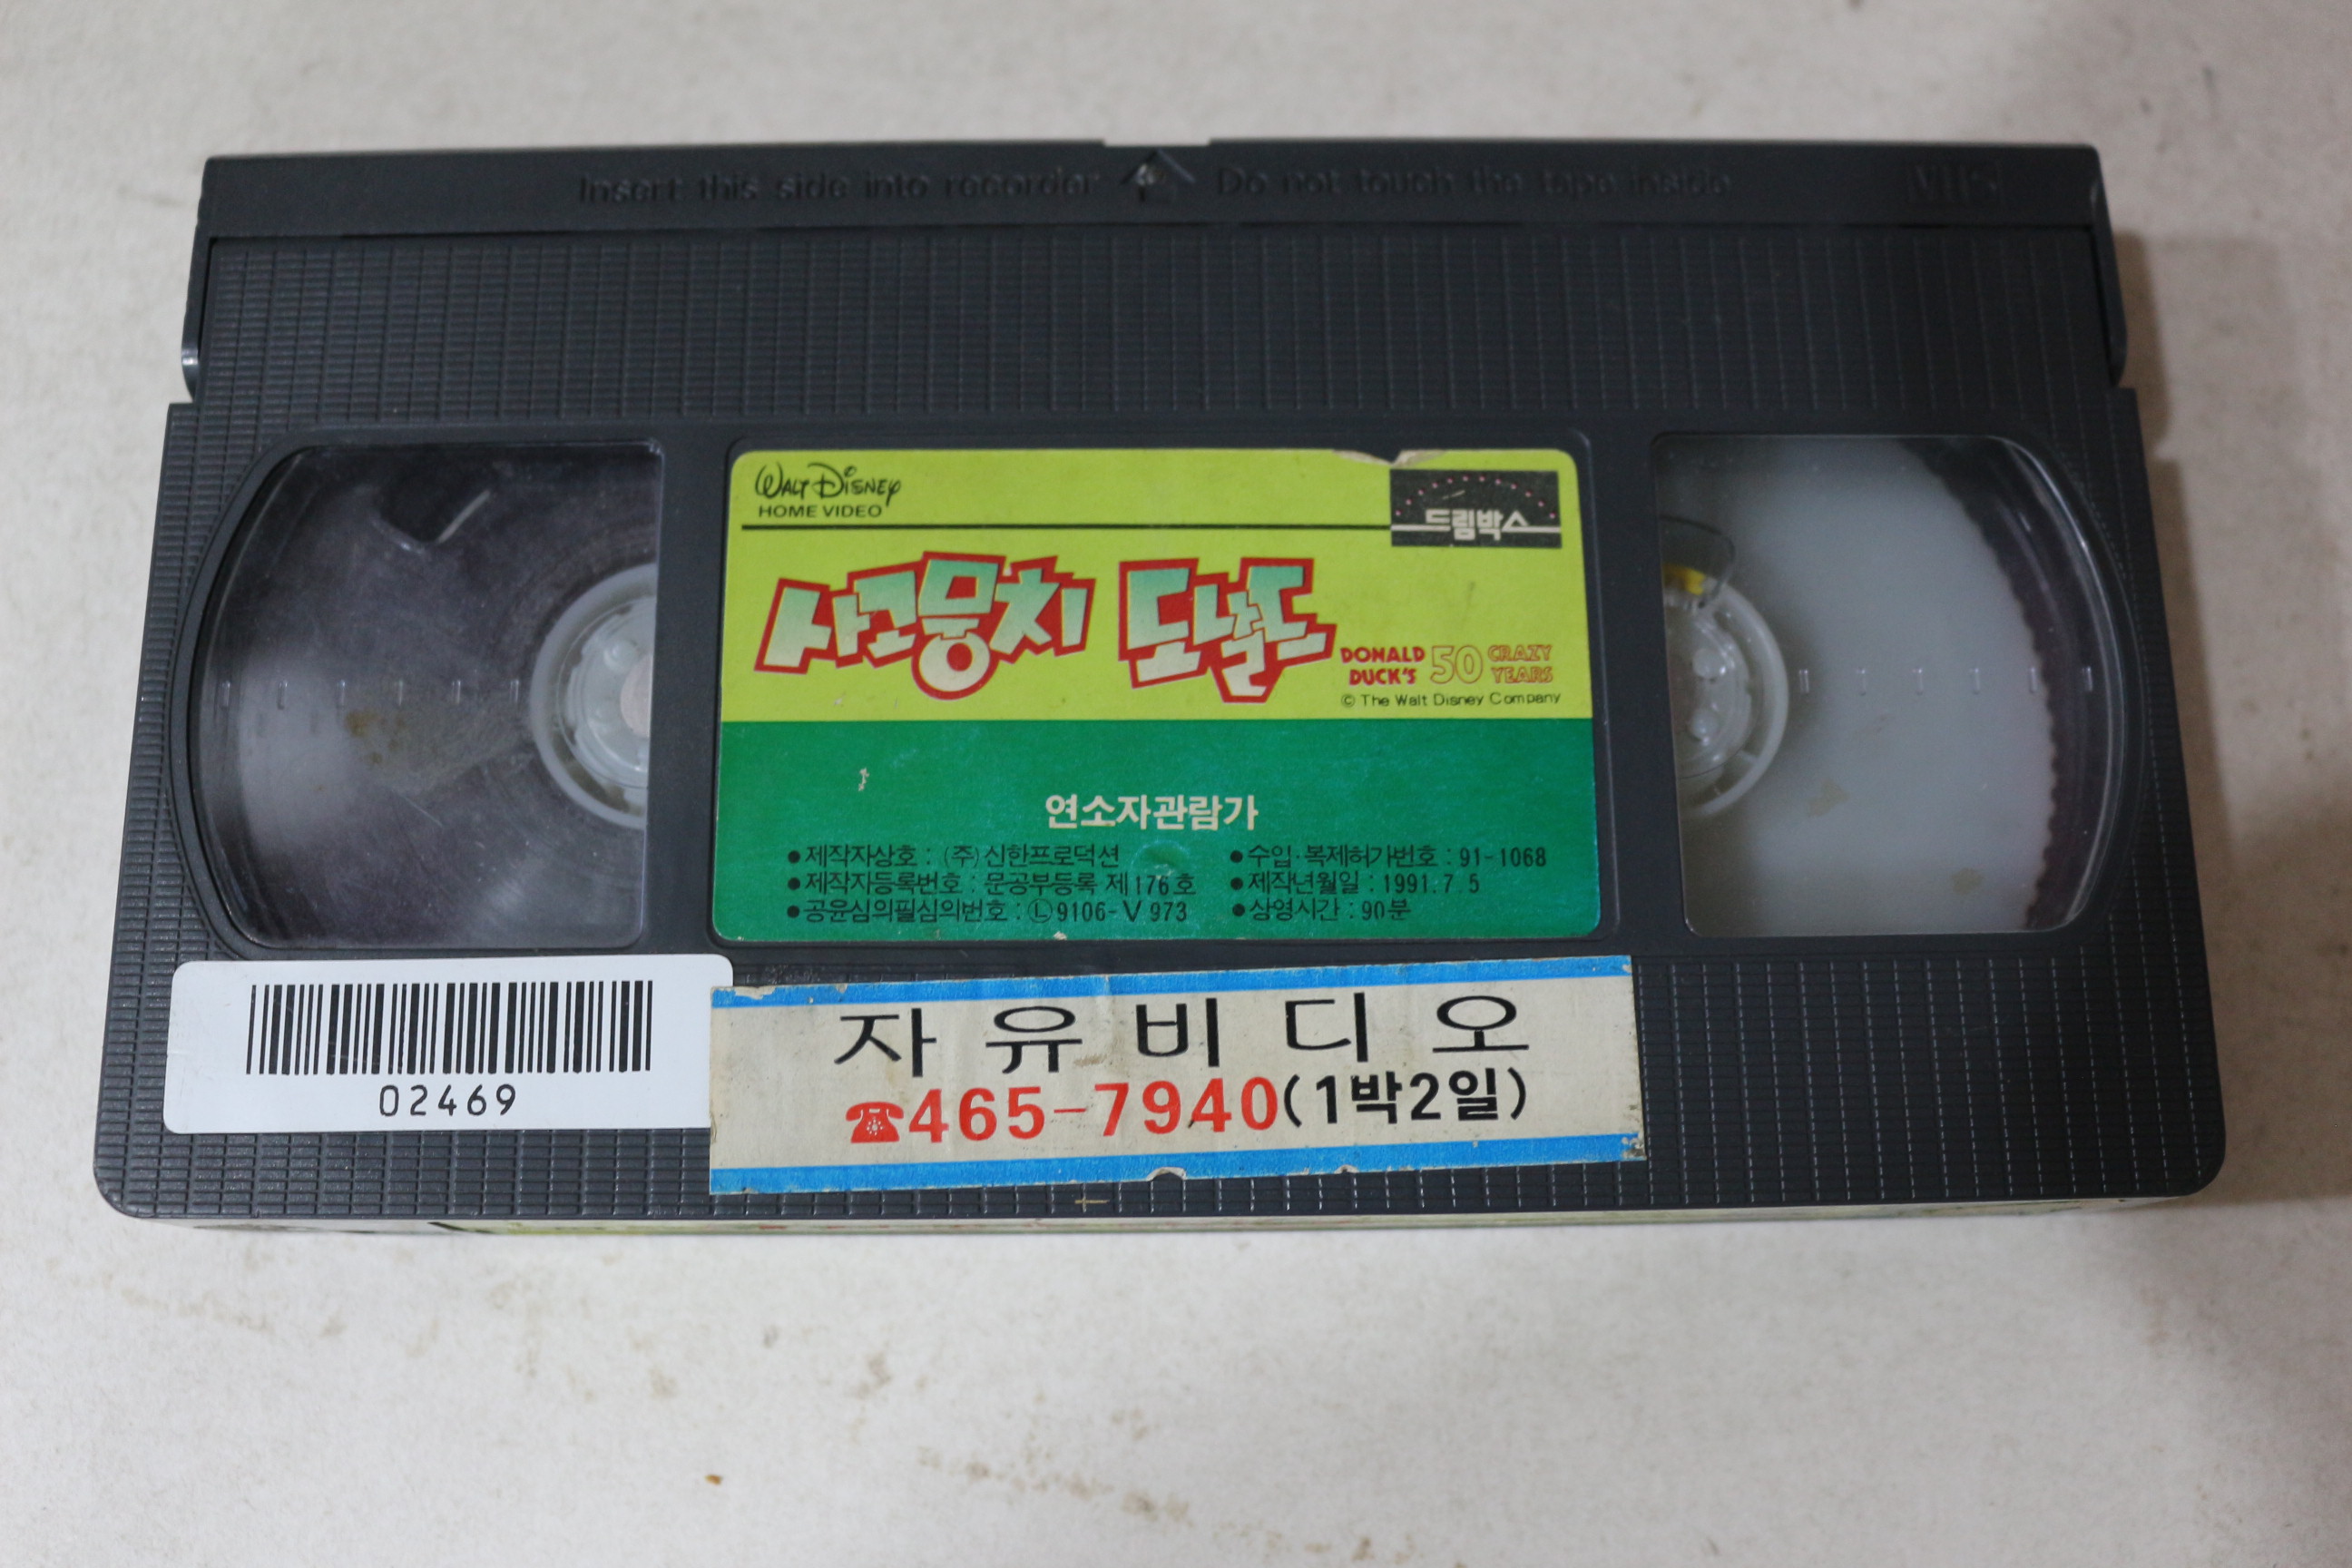 Insert this side into recorder Do not touch the tape inside VHS
WALT DISNEY
HOME VIDEO
드림박스
사고뭉치 도널드
DONALD DUCK'S 50 CRAZY YEARS
© The Walt Disney Company
연소자관람가
●제작자상호 : (주)신한프로덕션
●제작자등록번호 : 문공부등록 제176호
●공윤심의필심의번호 : Ⓛ9106-V973
●수입·복제허가번호 : 91-1068
●제작년월일 : 1991.7.5
●상영시간 : 90분
02469
자유비디오
☎465-7940(1박2일)